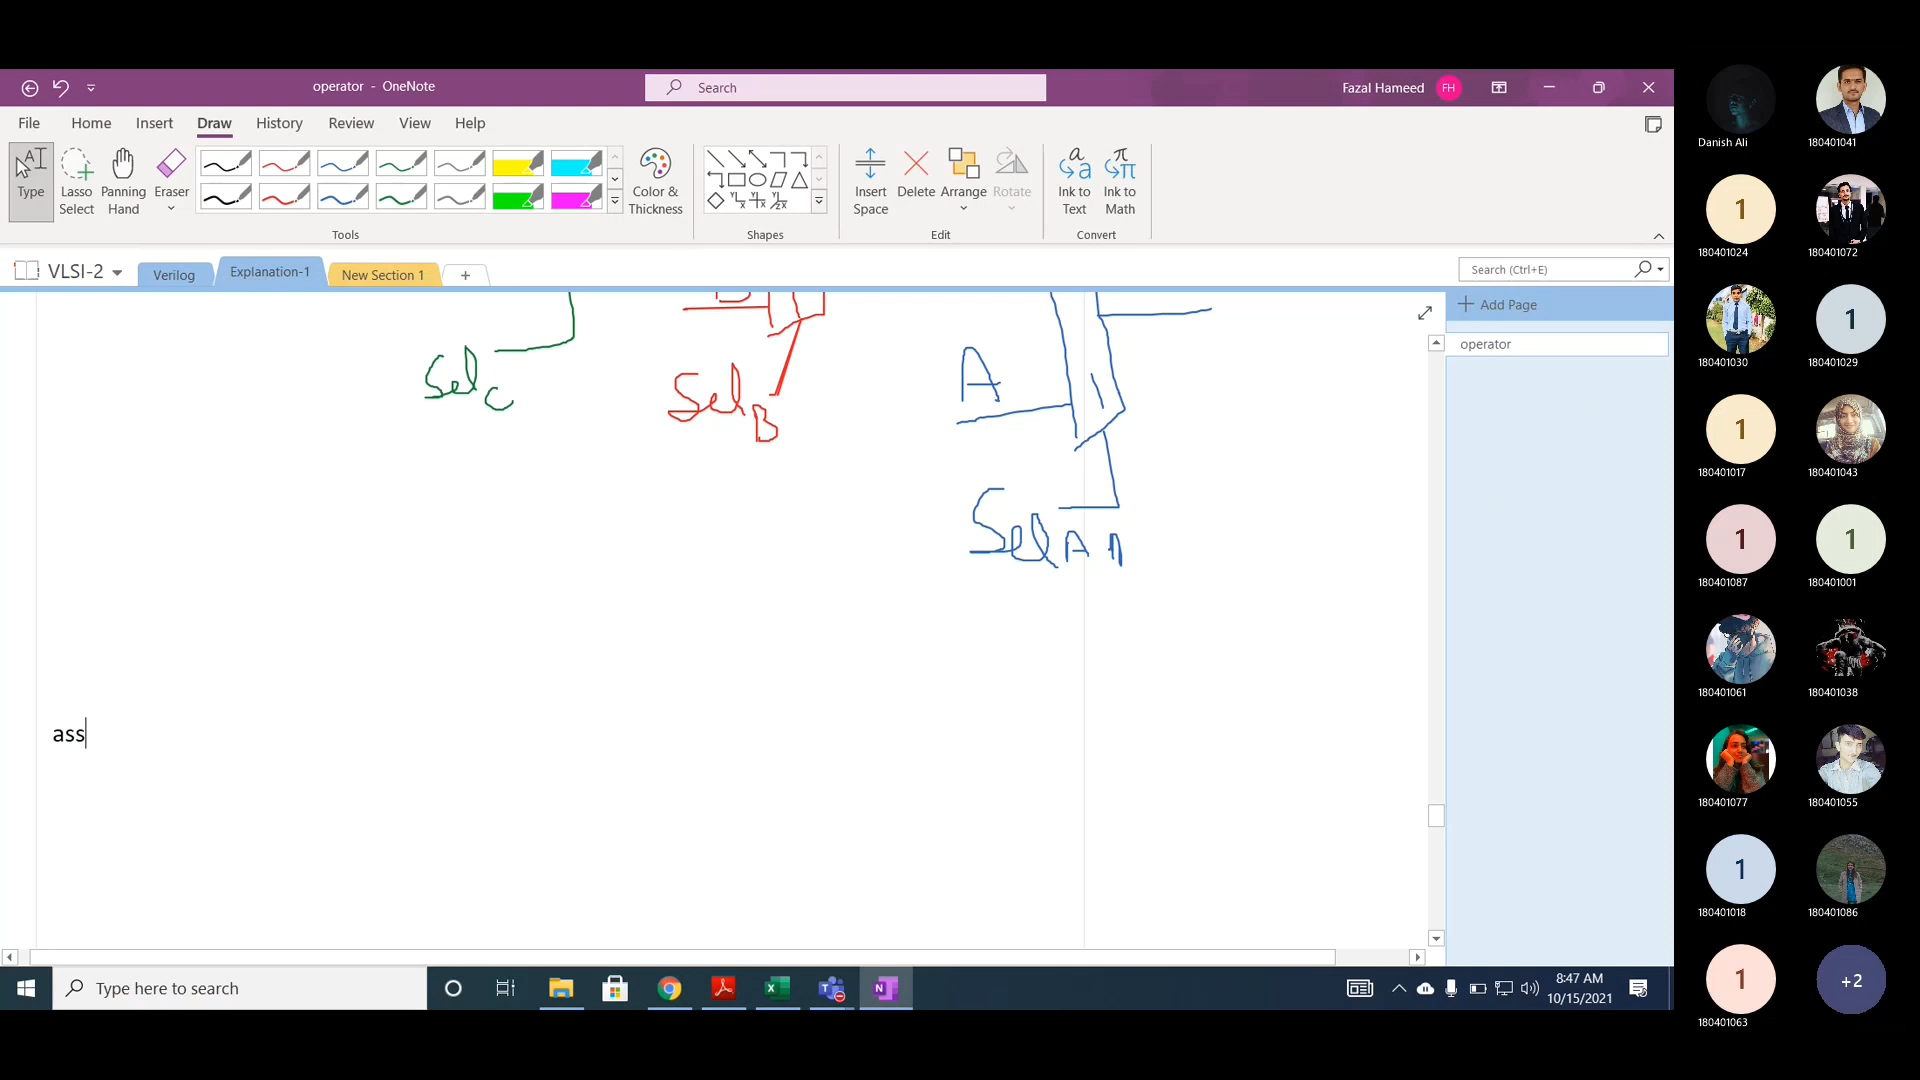 operator - OneNote
Search
Fazal Hameed FH
File Home Insert Draw History Review View Help
Type
Lasso Select
Panning Hand
Eraser
Color & Thickness
Insert Space
Delete
Arrange
Rotate
Ink to Text
Ink to Math
Tools
Shapes
Edit
Convert
VLSI-2
Verilog
Explanation-1
New Section 1
Search (Ctrl+E)
Add Page
operator
Sel C
Sel B
A
1
Sel A
ass
Type here to search
8:47 AM
10/15/2021
Danish Ali
180401041
1
180401024
180401072
180401030
1
180401029
1
180401017
180401043
1
180401087
1
180401001
180401061
180401038
180401077
180401055
1
180401018
180401086
1
180401063
+2